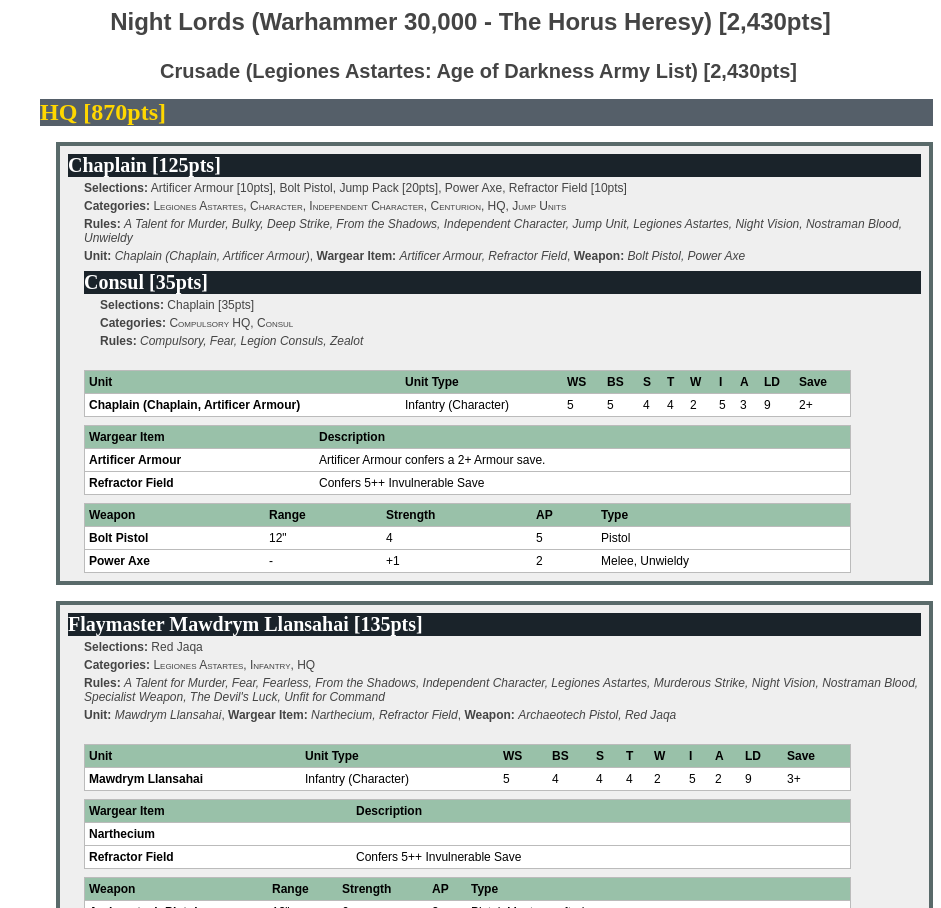 Night Lords (Warhammer 30,000 - The Horus Heresy) [2,430pts]
Crusade (Legiones Astartes: Age of Darkness Army List) [2,430pts]
HQ [870pts]
Chaplain [125pts]
Selections: Artificer Armour [10pts], Bolt Pistol, Jump Pack [20pts], Power Axe, Refractor Field [10pts]
Categories: Legiones Astartes, Character, Independent Character, Centurion, HQ, Jump Units
Rules: A Talent for Murder, Bulky, Deep Strike, From the Shadows, Independent Character, Jump Unit, Legiones Astartes, Night Vision, Nostraman Blood,
Unwieldy
Unit: Chaplain (Chaplain, Artificer Armour), Wargear Item: Artificer Armour, Refractor Field, Weapon: Bolt Pistol, Power Axe
Consul [35pts]
Selections: Chaplain [35pts]
Categories: Compulsory HQ, Consul
Rules: Compulsory, Fear, Legion Consuls, Zealot
Unit Unit Type WS BS S T W I A LD Save
Chaplain (Chaplain, Artificer Armour) Infantry (Character) 5 5 4 4 2 5 3 9 2+
Wargear Item Description
Artificer Armour Artificer Armour confers a 2+ Armour save.
Refractor Field Confers 5++ Invulnerable Save
Weapon Range Strength AP Type
Bolt Pistol 12" 4 5 Pistol
Power Axe - +1 2 Melee, Unwieldy
Flaymaster Mawdrym Llansahai [135pts]
Selections: Red Jaqa
Categories: Legiones Astartes, Infantry, HQ
Rules: A Talent for Murder, Fear, Fearless, From the Shadows, Independent Character, Legiones Astartes, Murderous Strike, Night Vision, Nostraman Blood,
Specialist Weapon, The Devil's Luck, Unfit for Command
Unit: Mawdrym Llansahai, Wargear Item: Narthecium, Refractor Field, Weapon: Archaeotech Pistol, Red Jaqa
Unit Unit Type WS BS S T W I A LD Save
Mawdrym Llansahai Infantry (Character) 5 4 4 4 2 5 2 9 3+
Wargear Item Description
Narthecium
Refractor Field Confers 5++ Invulnerable Save
Weapon Range Strength AP Type